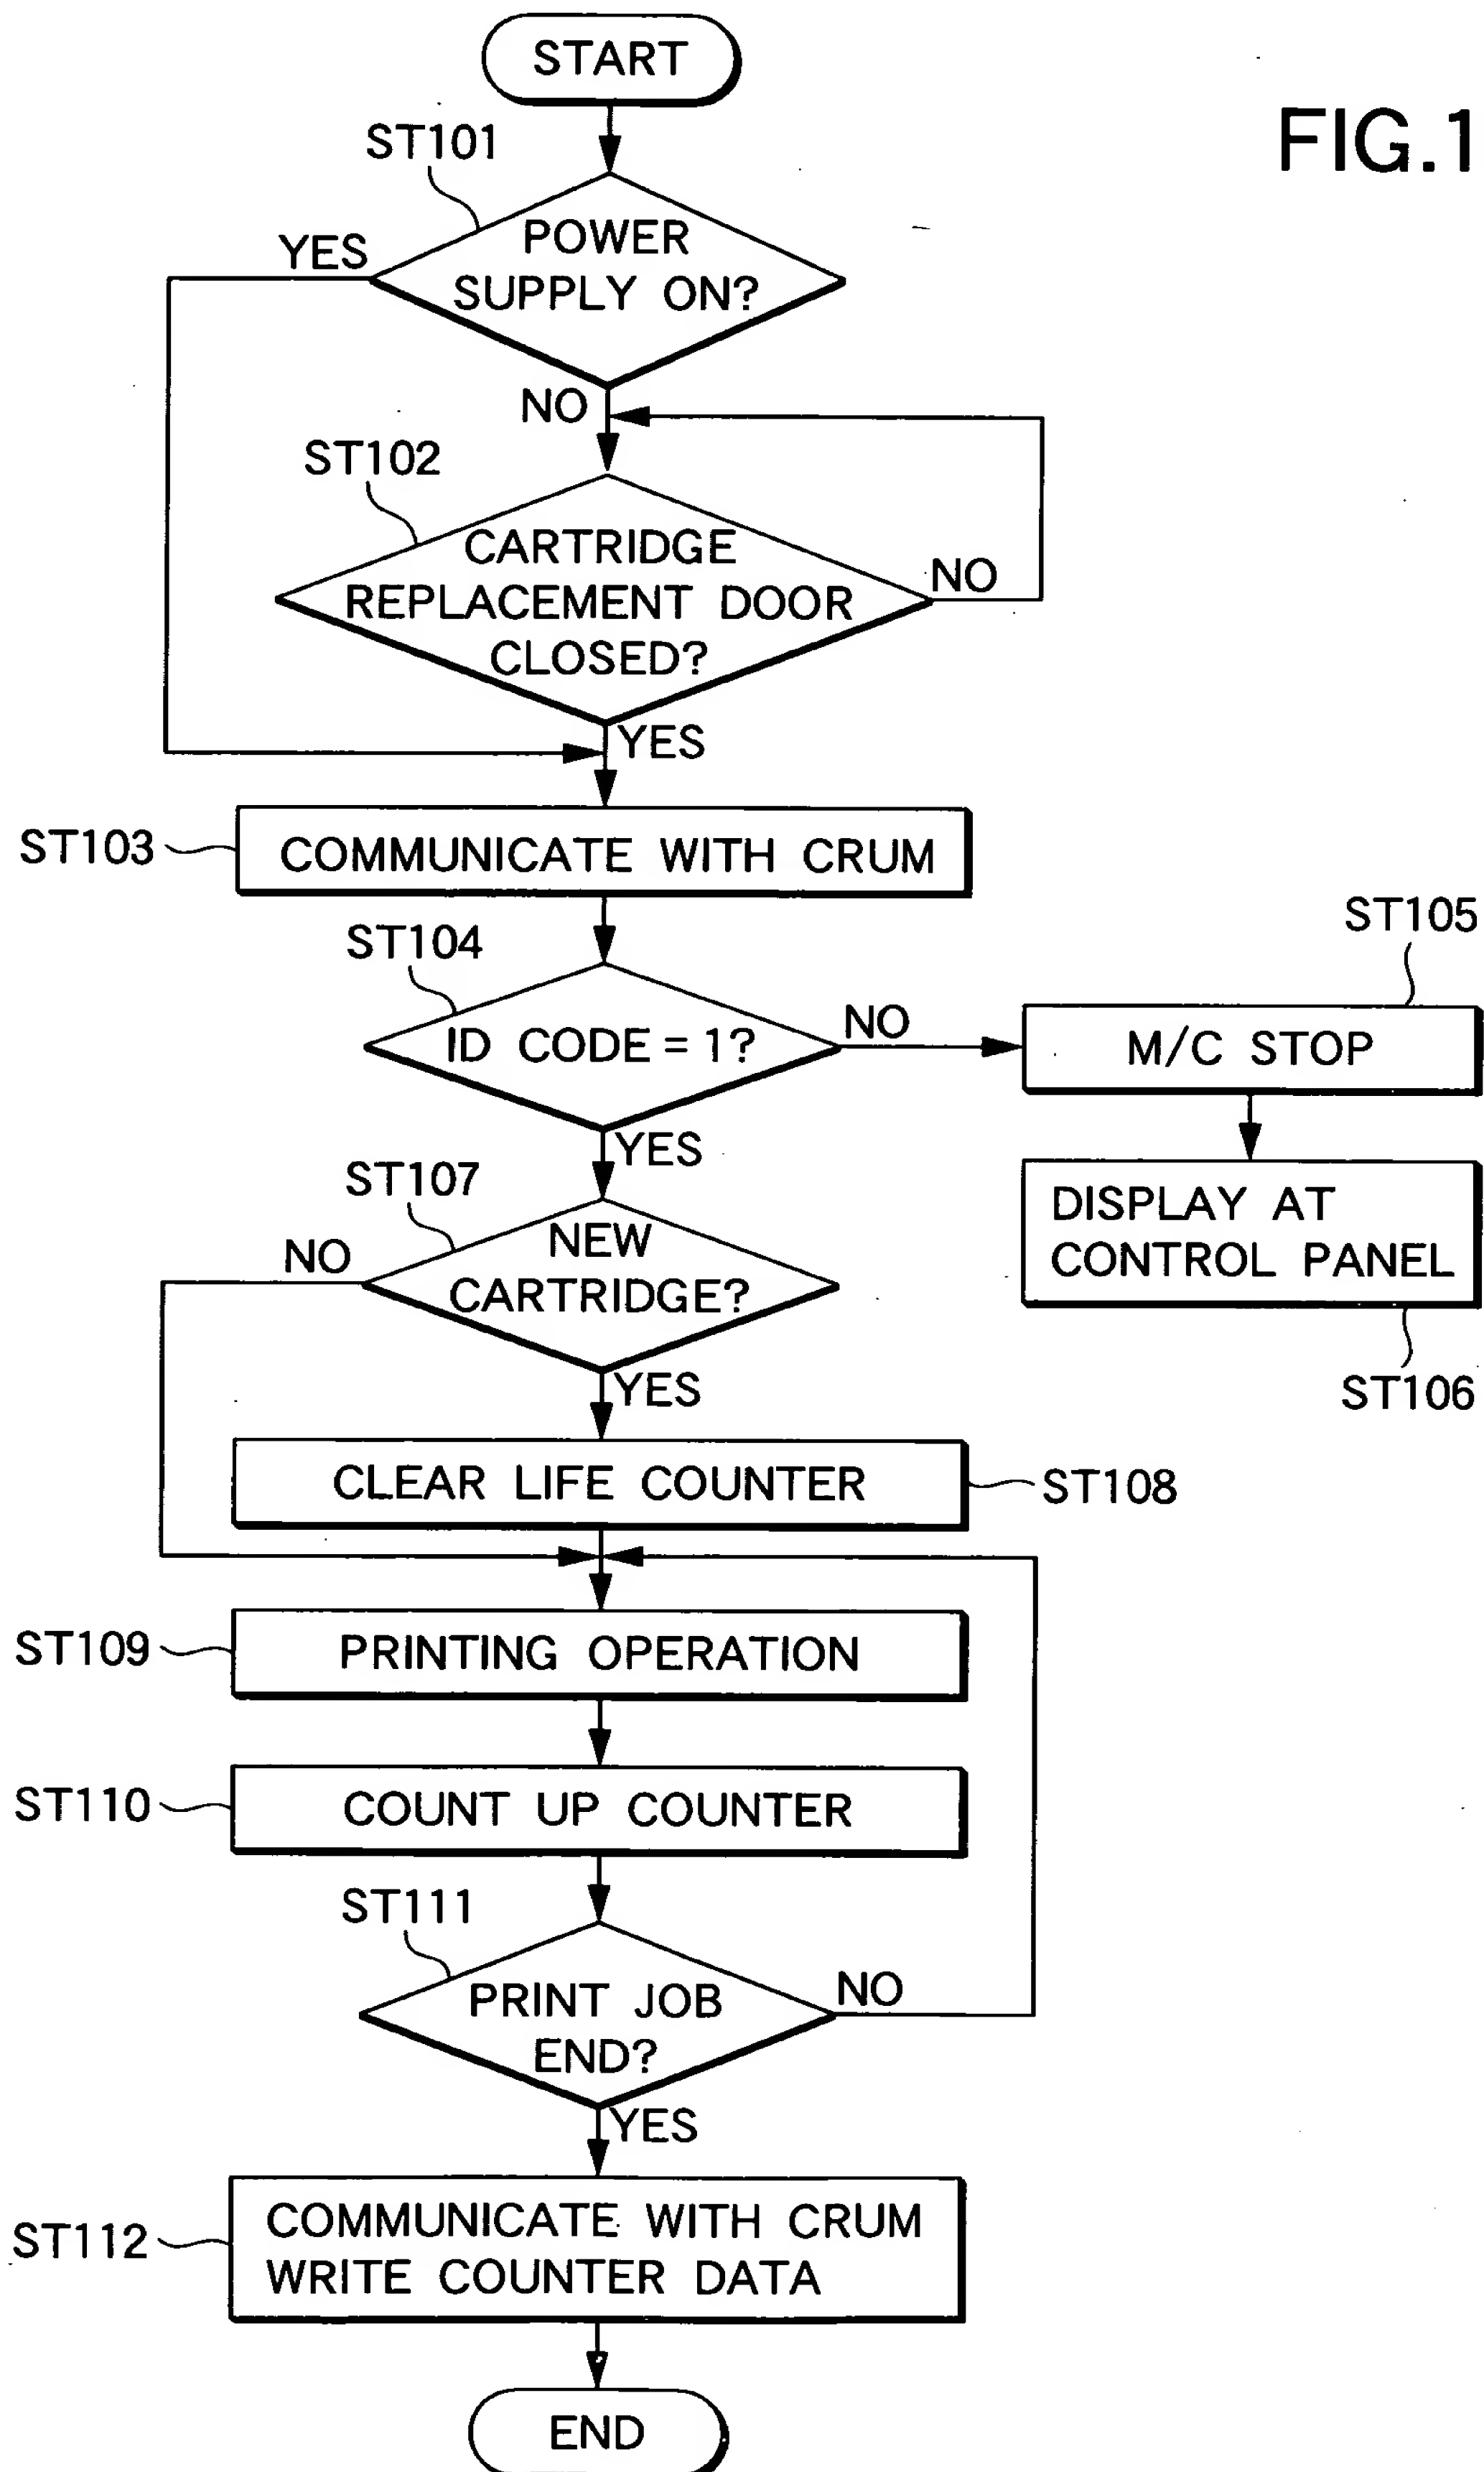 START
FIG.1
ST101
YES
POWER
SUPPLY ON?
NO
ST102
CARTRIDGE
REPLACEMENT DOOR
CLOSED?
NO
YES
ST103
COMMUNICATE WITH CRUM
ST104
ID CODE = 1?
NO
ST105
M/C STOP
YES
DISPLAY AT
CONTROL PANEL
ST106
ST107
NO
NEW
CARTRIDGE?
YES
CLEAR LIFE COUNTER
ST108
ST109
PRINTING OPERATION
ST110
COUNT UP COUNTER
ST111
PRINT JOB
END?
NO
YES
ST112
COMMUNICATE WITH CRUM
WRITE COUNTER DATA
END